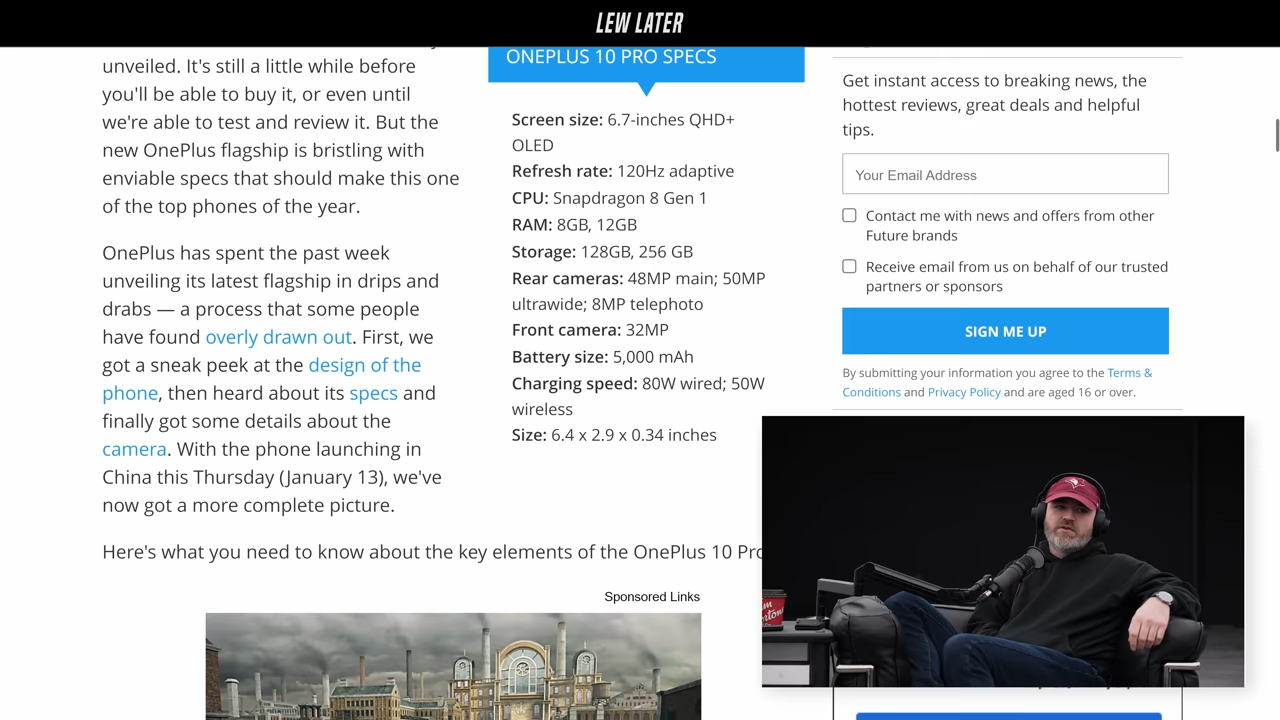 LEW LATER
unveiled. It's still a little while before
you'll be able to buy it, or even until
we're able to test and review it. But the
new OnePlus flagship is bristling with
enviable specs that should make this one
of the top phones of the year.
OnePlus has spent the past week
unveiling its latest flagship in drips and
drabs — a process that some people
have found overly drawn out. First, we
got a sneak peek at the design of the
phone, then heard about its specs and
finally got some details about the
camera. With the phone launching in
China this Thursday (January 13), we've
now got a more complete picture.
Here's what you need to know about the key elements of the OnePlus 10 Pro
Sponsored Links
ONEPLUS 10 PRO SPECS
Screen size: 6.7-inches QHD+
OLED
Refresh rate: 120Hz adaptive
CPU: Snapdragon 8 Gen 1
RAM: 8GB, 12GB
Storage: 128GB, 256 GB
Rear cameras: 48MP main; 50MP
ultrawide; 8MP telephoto
Front camera: 32MP
Battery size: 5,000 mAh
Charging speed: 80W wired; 50W
wireless
Size: 6.4 x 2.9 x 0.34 inches
Get instant access to breaking news, the
hottest reviews, great deals and helpful
tips.
Your Email Address
Contact me with news and offers from other
Future brands
Receive email from us on behalf of our trusted
partners or sponsors
SIGN ME UP
By submitting your information you agree to the Terms &
Conditions and Privacy Policy and are aged 16 or over.